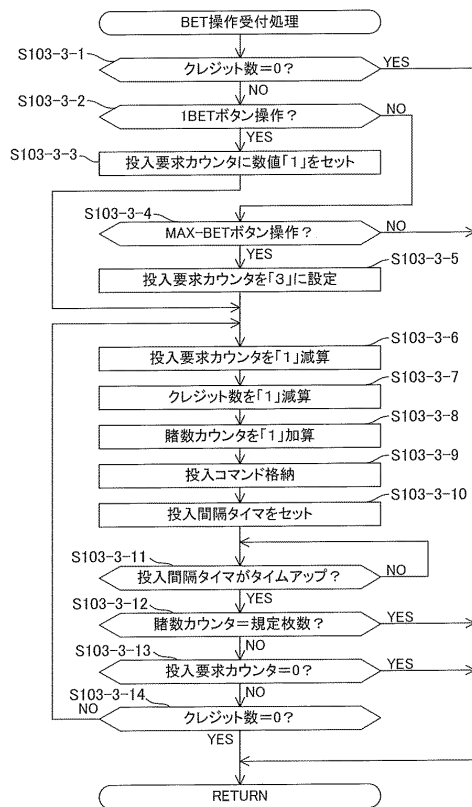 BET操作受付処理
S103-3-1
クレジット数=0?
YES
NO
S103-3-2
1BETボタン操作?
NO
YES
S103-3-3
投入要求カウンタに数値「1」をセット
S103-3-4
MAX-BETボタン操作?
NO
YES
S103-3-5
投入要求カウンタを「3」に設定
S103-3-6
投入要求カウンタを「1」減算
S103-3-7
クレジット数を「1」減算
S103-3-8
賭数カウンタを「1」加算
S103-3-9
投入コマンド格納
S103-3-10
投入間隔タイマをセット
S103-3-11
投入間隔タイマがタイムアップ?
NO
YES
S103-3-12
賭数カウンタ=規定枚数?
YES
NO
S103-3-13
投入要求カウンタ=0?
YES
NO
S103-3-14
NO
クレジット数=0?
YES
RETURN